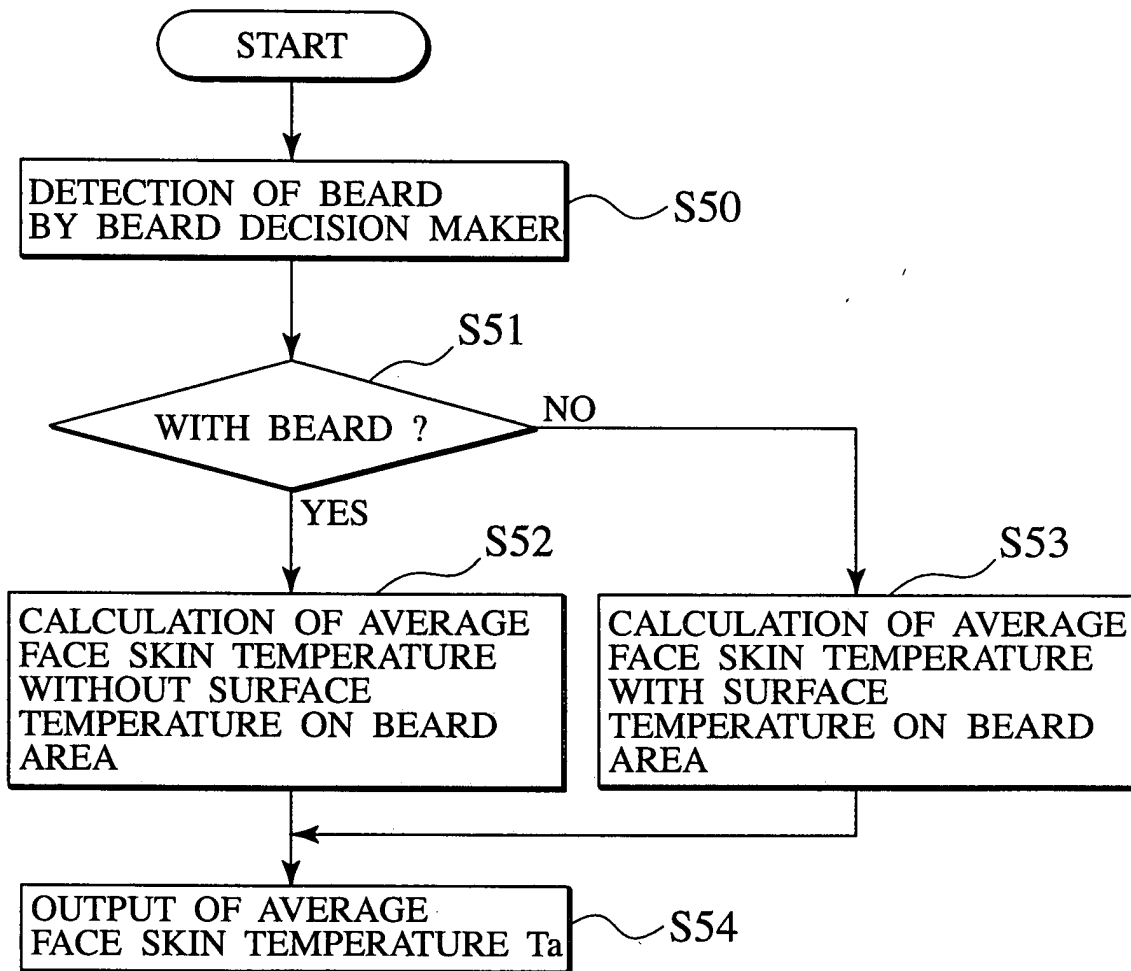 START
DETECTION OF BEARD
BY BEARD DECISION MAKER
S50
S51
WITH BEARD ?
NO
YES
S52
CALCULATION OF AVERAGE
FACE SKIN TEMPERATURE
WITHOUT SURFACE
TEMPERATURE ON BEARD
AREA
S53
CALCULATION OF AVERAGE
FACE SKIN TEMPERATURE
WITH SURFACE
TEMPERATURE ON BEARD
AREA
OUTPUT OF AVERAGE
FACE SKIN TEMPERATURE Ta
S54